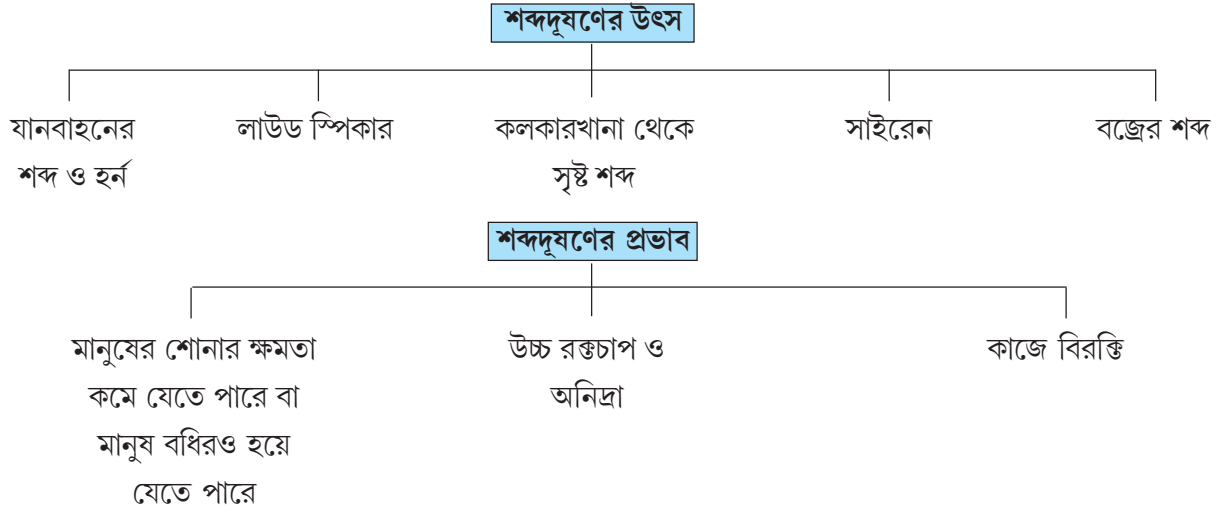 শব্দদূষণের উৎস
যানবাহনের শব্দ ও হর্ন
লাউড স্পিকার
কলকারখানা থেকে সৃষ্ট শব্দ
সাইরেন
বজ্রের শব্দ
শব্দদূষণের প্রভাব
মানুষের শোনার ক্ষমতা
কমে যেতে পারে বা
মানুষ বধিরও হয়ে
যেতে পারে
উচ্চ রক্তচাপ ও
অনিদ্রা
কাজে বিরক্তি